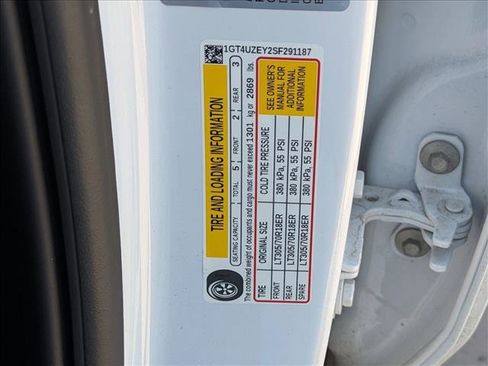 1GT4UZEY2SF291187
TIRE AND LOADING INFORMATION
SEATING CAPACITY TOTAL 5 FRONT 2 REAR 3
The combined weight of occupants and cargo must never exceed 1301 kg or 2869 lbs.
TIRE ORIGINAL SIZE COLD TIRE PRESSURE
FRONT LT305/70R18ER 380 kPa, 55 PSI
REAR LT305/70R18ER 380 kPa, 55 PSI
SPARE LT305/70R18ER 380 kPa, 55 PSI
SEE OWNER'S
MANUAL FOR
ADDITIONAL
INFORMATION